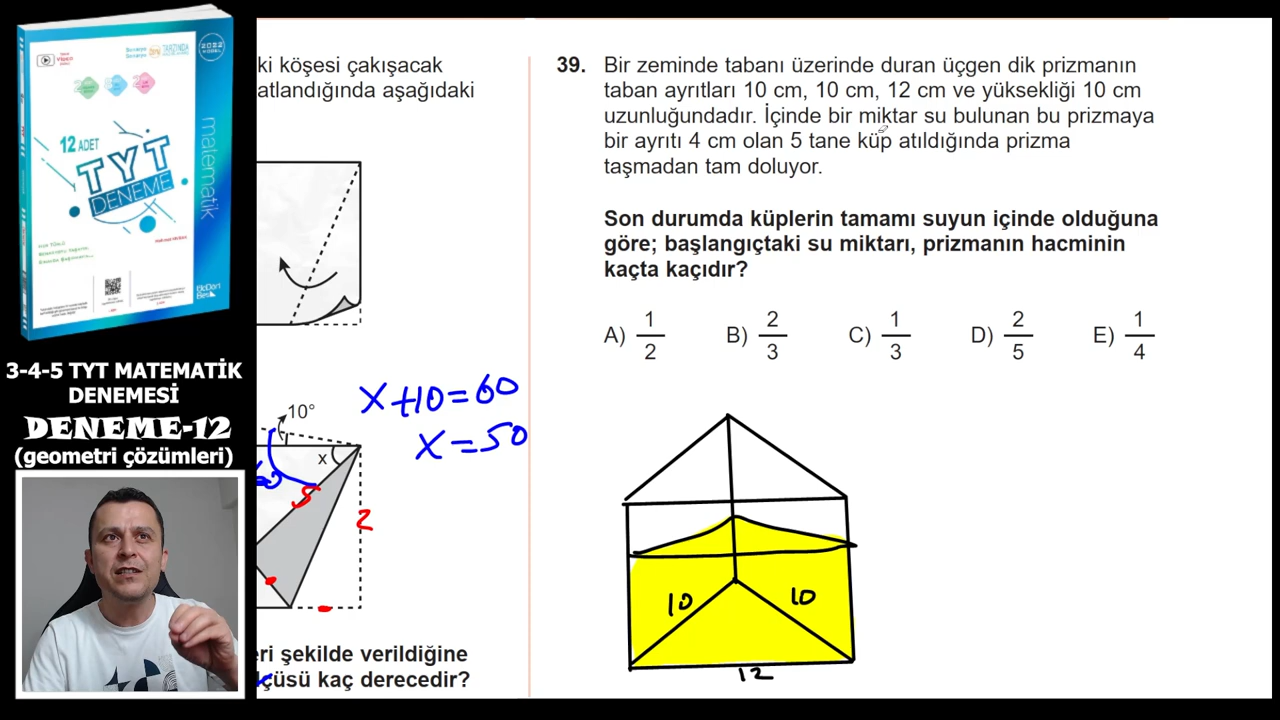 2022
MODEL
TARZINDA
12 ADET
TYT
DENEME
matematik
3-4-5 TYT MATEMATİK
DENEMESİ
DENEME-12
(geometri çözümleri)
ki köşesi çakışacak
atlandığında aşağıdaki
10°
x
x+10=60
x=50
60
5
2
eri şekilde verildiğine
çüsü kaç derecedir?
39. Bir zeminde tabanı üzerinde duran üçgen dik prizmanın
taban ayrıtları 10 cm, 10 cm, 12 cm ve yüksekliği 10 cm
uzunluğundadır. İçinde bir miktar su bulunan bu prizmaya
bir ayrıtı 4 cm olan 5 tane küp atıldığında prizma
taşmadan tam doluyor.
Son durumda küplerin tamamı suyun içinde olduğuna
göre; başlangıçtaki su miktarı, prizmanın hacminin
kaçta kaçıdır?
A) 1/2 B) 2/3 C) 1/3 D) 2/5 E) 1/4
10
10
12